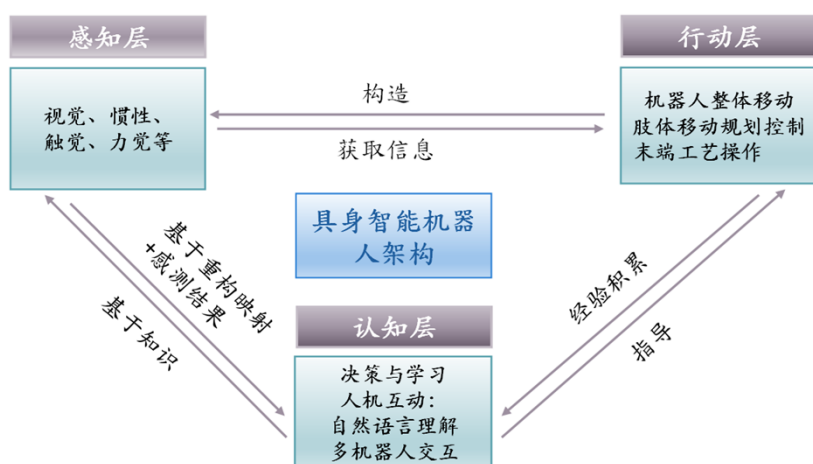 感知层
行动层
视觉、惯性、
触觉、力觉等
构造
获取信息
机器人整体移动
肢体移动规划控制
末端工艺操作
具身智能机器
人架构
基于重构映射
+感测结果
基于知识
经验积累
指导
认知层
决策与学习
人机互动：
自然语言理解
多机器人交互